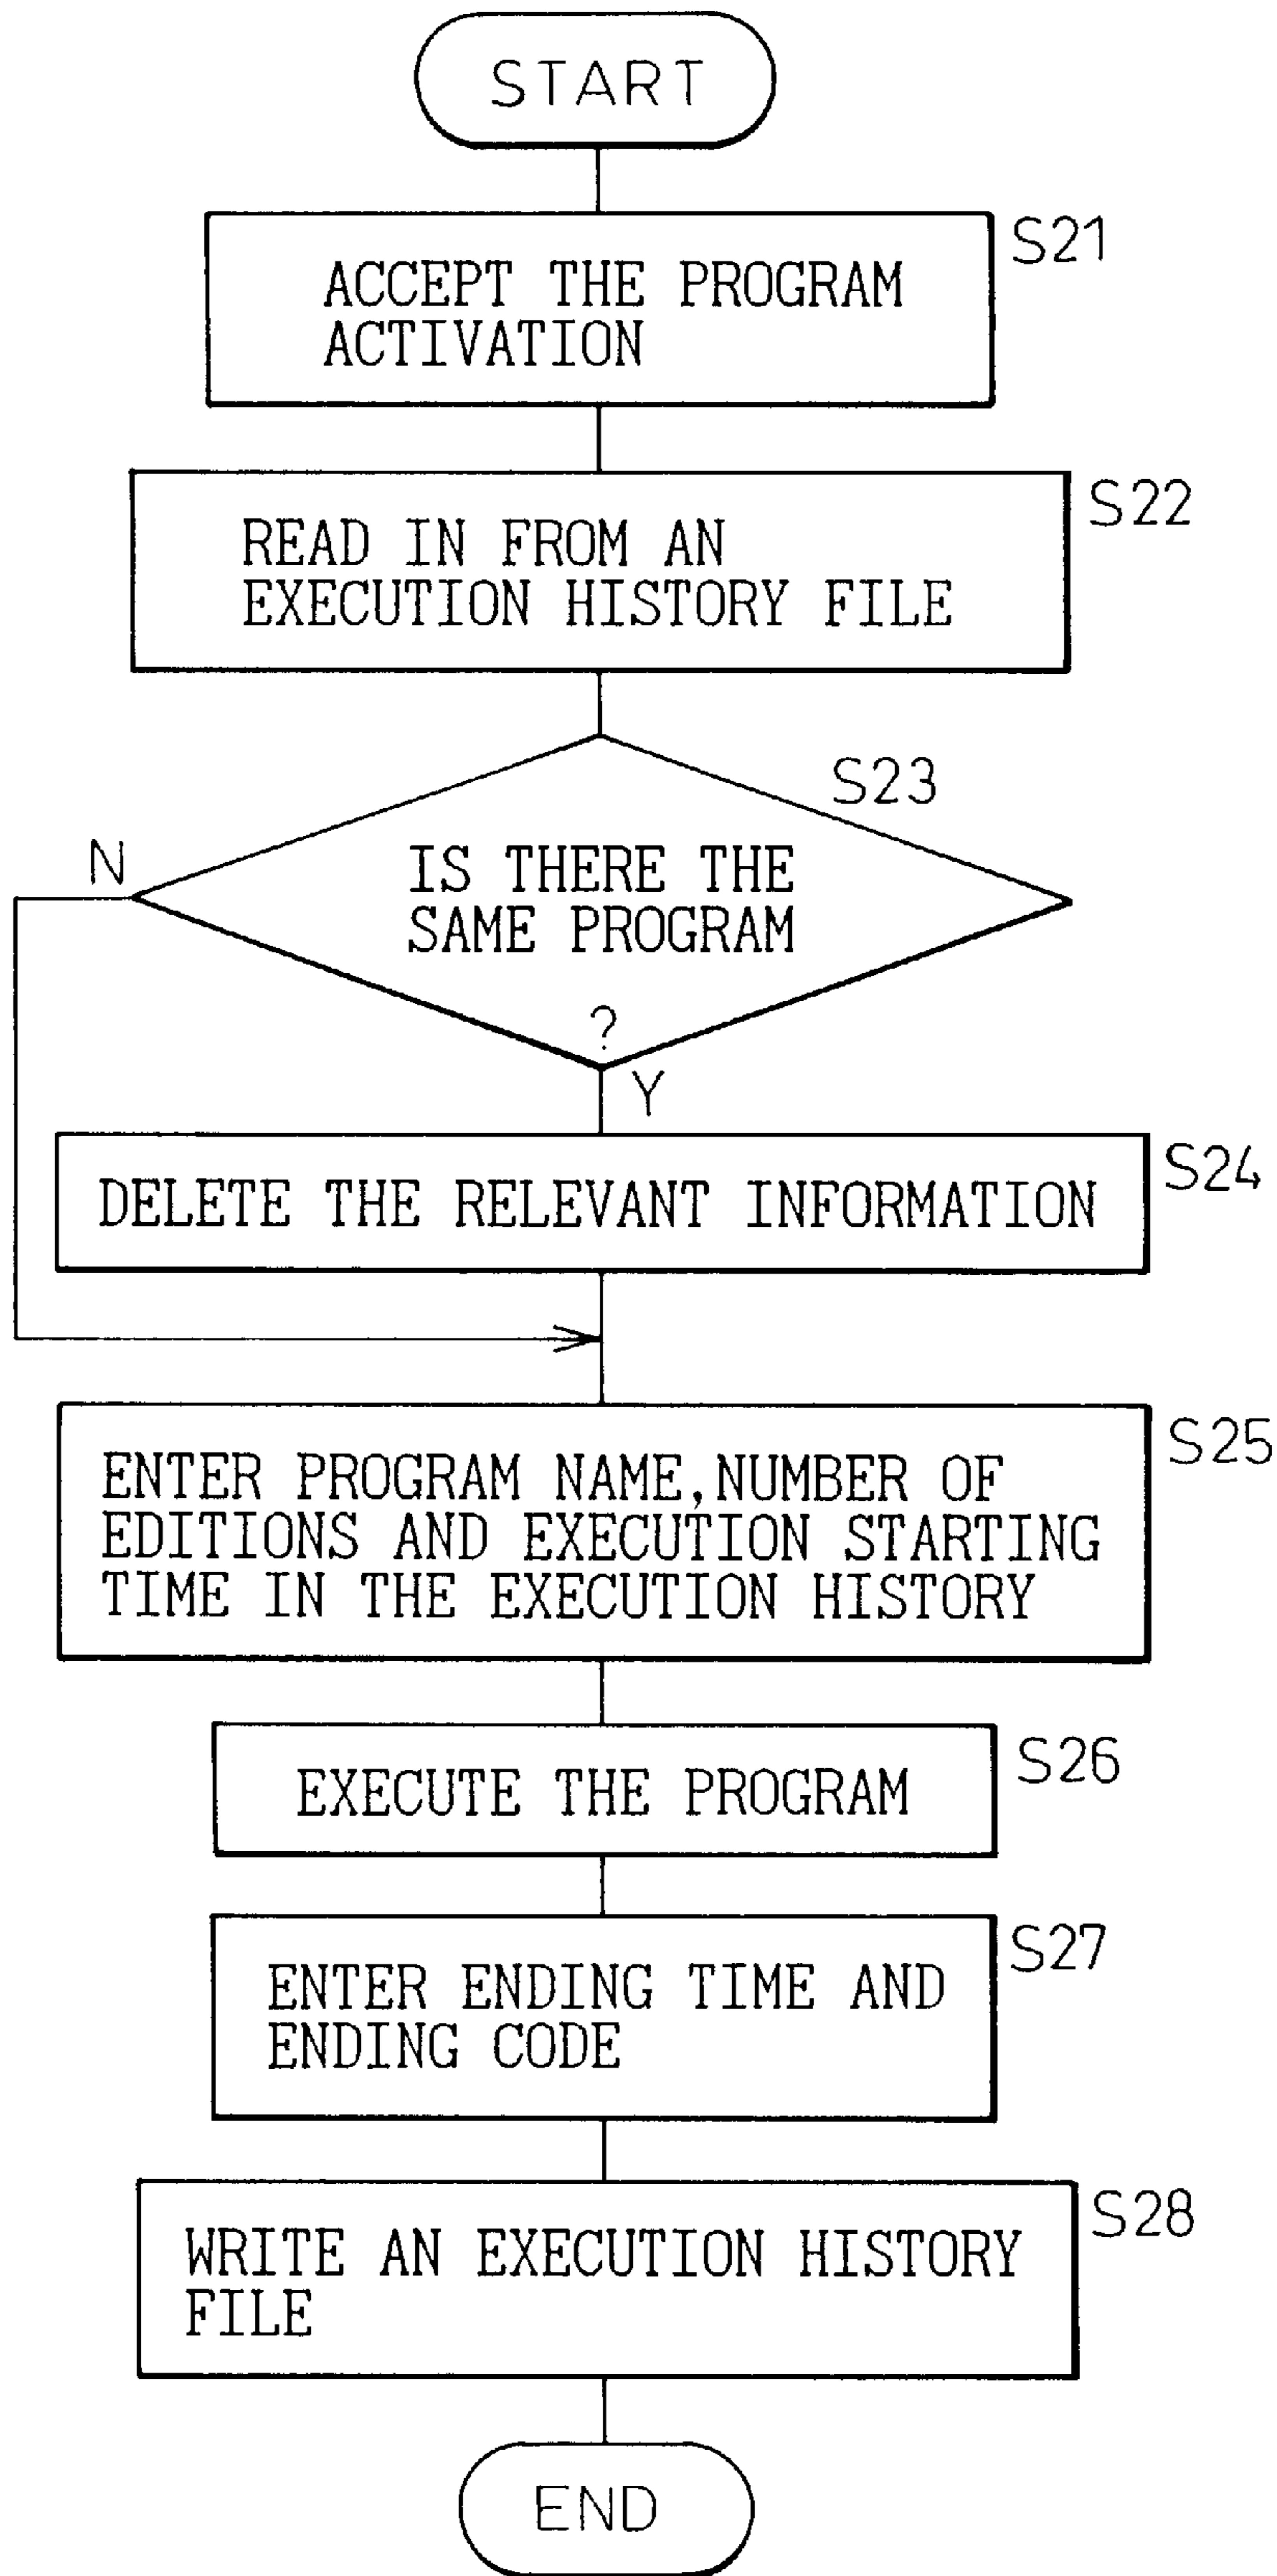 START
S21
ACCEPT THE PROGRAM
ACTIVATION
S22
READ IN FROM AN
EXECUTION HISTORY FILE
S23
N
IS THERE THE
SAME PROGRAM
?
Y
S24
DELETE THE RELEVANT INFORMATION
S25
ENTER PROGRAM NAME,NUMBER OF
EDITIONS AND EXECUTION STARTING
TIME IN THE EXECUTION HISTORY
S26
EXECUTE THE PROGRAM
S27
ENTER ENDING TIME AND
ENDING CODE
S28
WRITE AN EXECUTION HISTORY
FILE
END